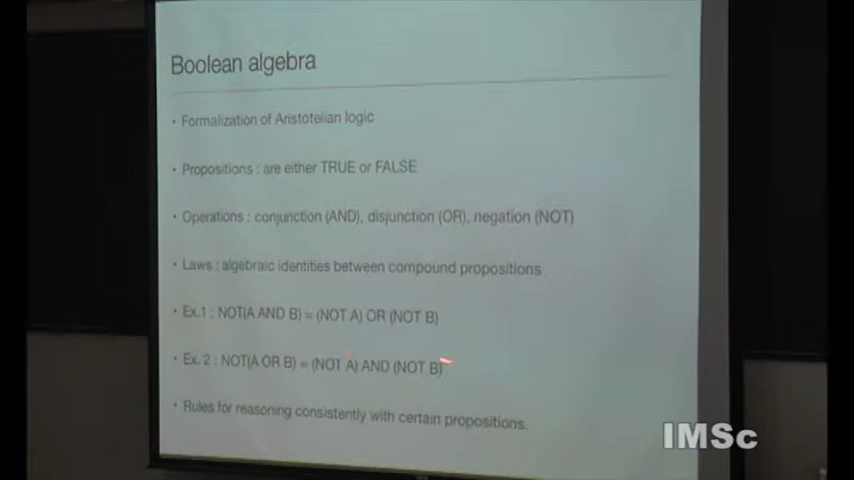 Boolean algebra
• Formalization of Aristotelian logic
• Propositions : are either TRUE or FALSE
• Operations : conjunction (AND), disjunction (OR), negation (NOT)
• Laws : algebraic identities between compound propositions
• Ex.1 : NOT(A AND B) = (NOT A) OR (NOT B)
• Ex. 2 : NOT(A OR B) = (NOT A) AND (NOT B)
• Rules for reasoning consistently with certain propositions.
IMSc